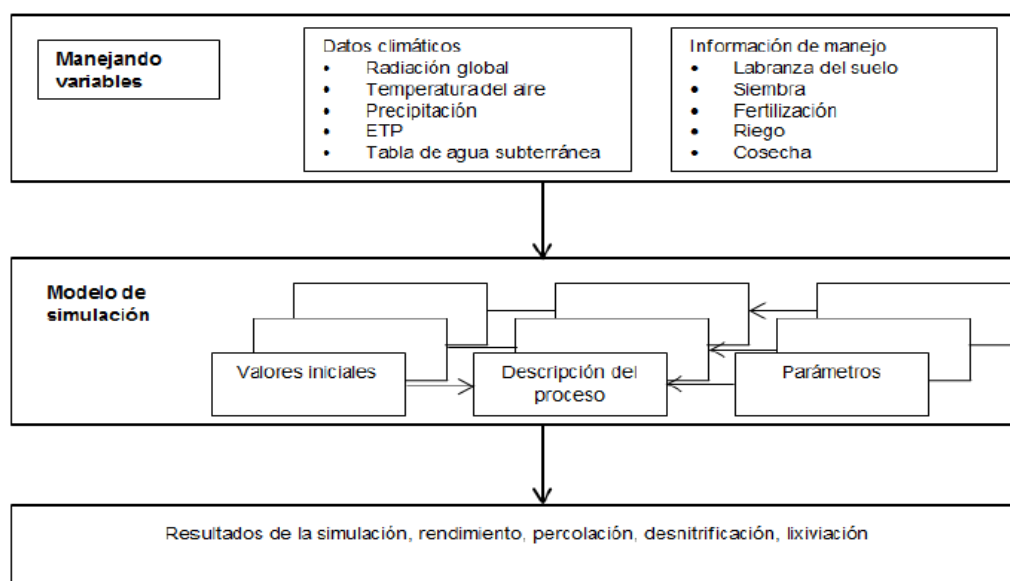 Manejando
variables
Datos climáticos
• Radiación global
• Temperatura del aire
• Precipitación
• ETP
• Tabla de agua subterránea
Información de manejo
• Labranza del suelo
• Siembra
• Fertilización
• Riego
• Cosecha
Modelo de
simulación
Valores iniciales
Descripción del
proceso
Parámetros
Resultados de la simulación, rendimiento, percolación, desnitrificación, lixiviación